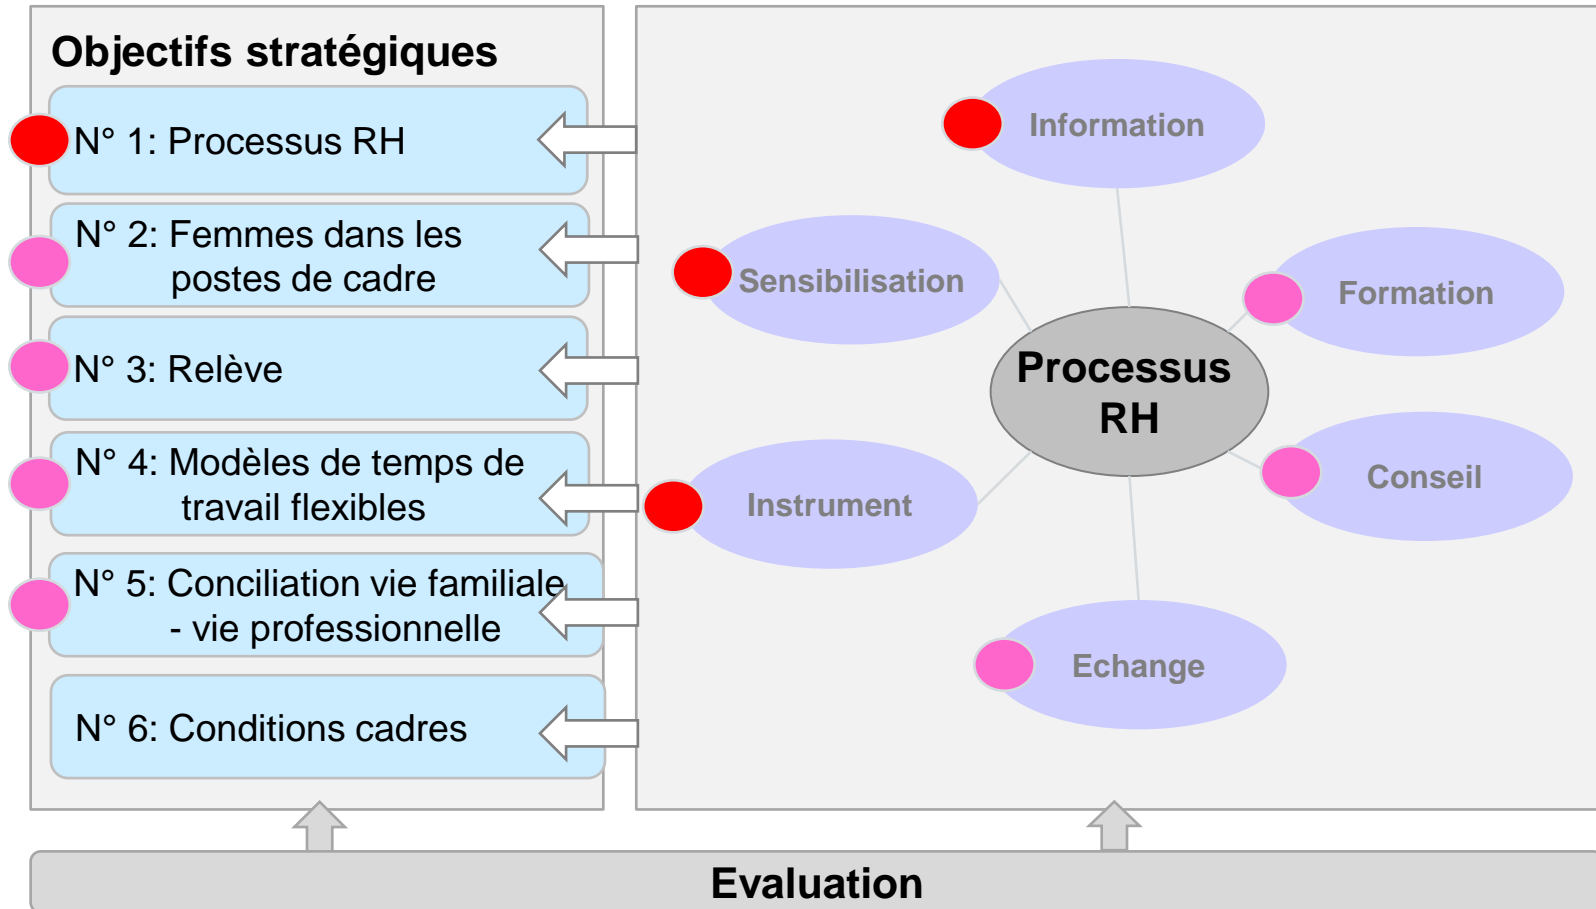 Objectifs stratégiques
N° 1: Processus RH
N° 2: Femmes dans les
postes de cadre
N° 3: Relève
N° 4: Modèles de temps de
travail flexibles
N° 5: Conciliation vie familiale
- vie professionnelle
N° 6: Conditions cadres
Information
Sensibilisation
Formation
Processus
RH
Conseil
Instrument
Echange
Evaluation